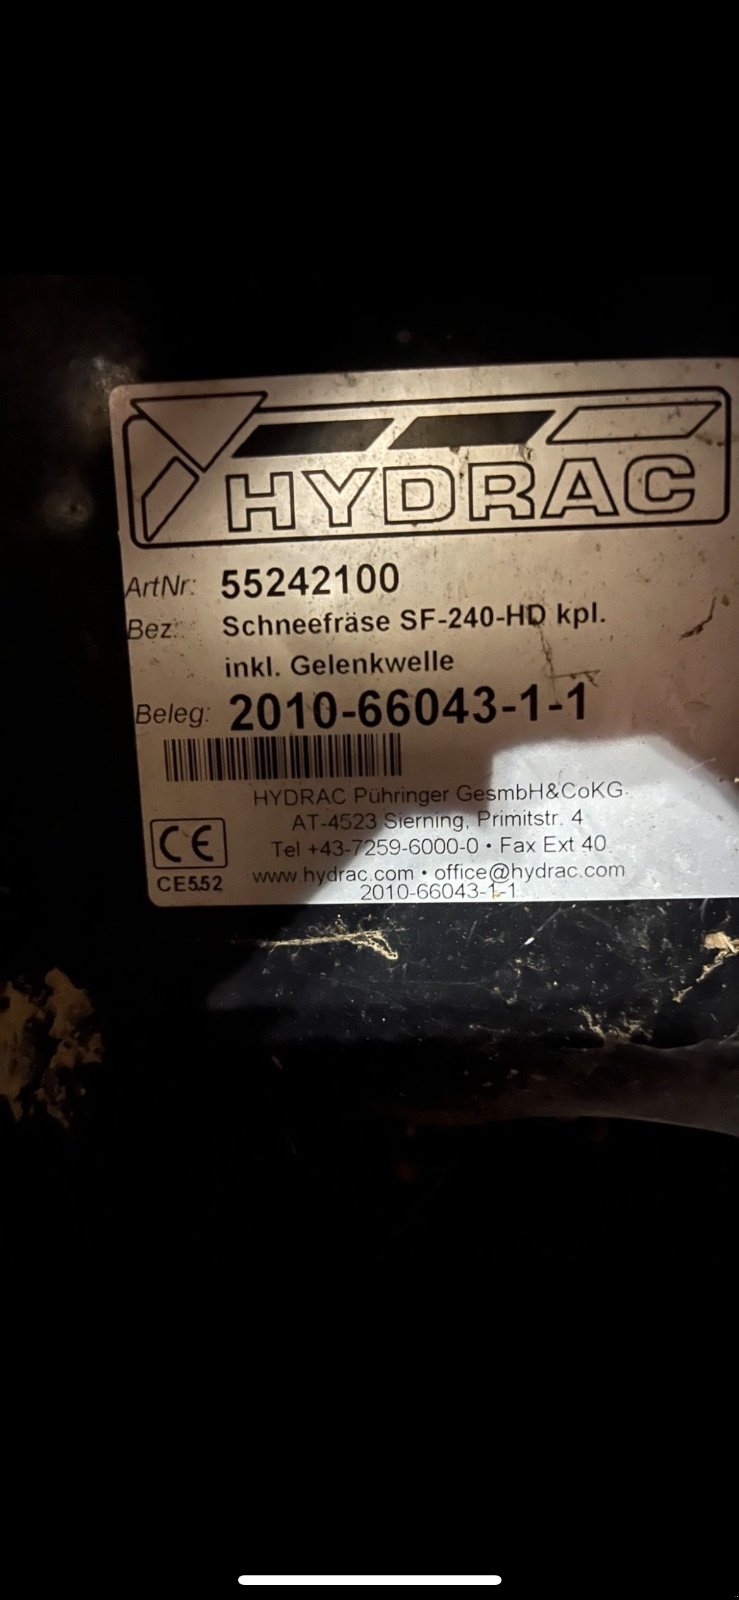 HYDRAC
ArtNr: 55242100
Bez: Schneefräse SF-240-HD kpl.
inkl. Gelenkwelle
Beleg: 2010-66043-1-1
HYDRAC Pühringer GesmbH&CoKG
AT-4523 Sierning, Primitstr. 4
Tel +43-7259-6000-0 • Fax Ext 40
www.hydrac.com • office@hydrac.com
2010-66043-1-1
CE
CE552